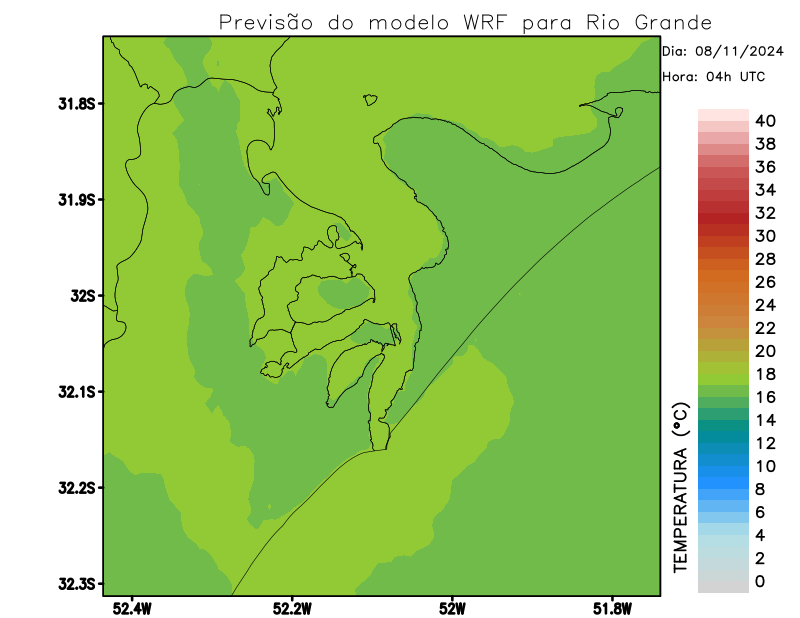 Previsão do modelo WRF para Rio Grande
Dia: 08/11/2024
Hora: 04h UTC
31.8S
31.9S
32S
32.1S
32.2S
32.3S
52.4W
52.2W
52W
51.8W
40
38
36
34
32
30
28
26
24
22
20
18
16
14
12
10
8
6
4
2
0
TEMPERATURA (°C)